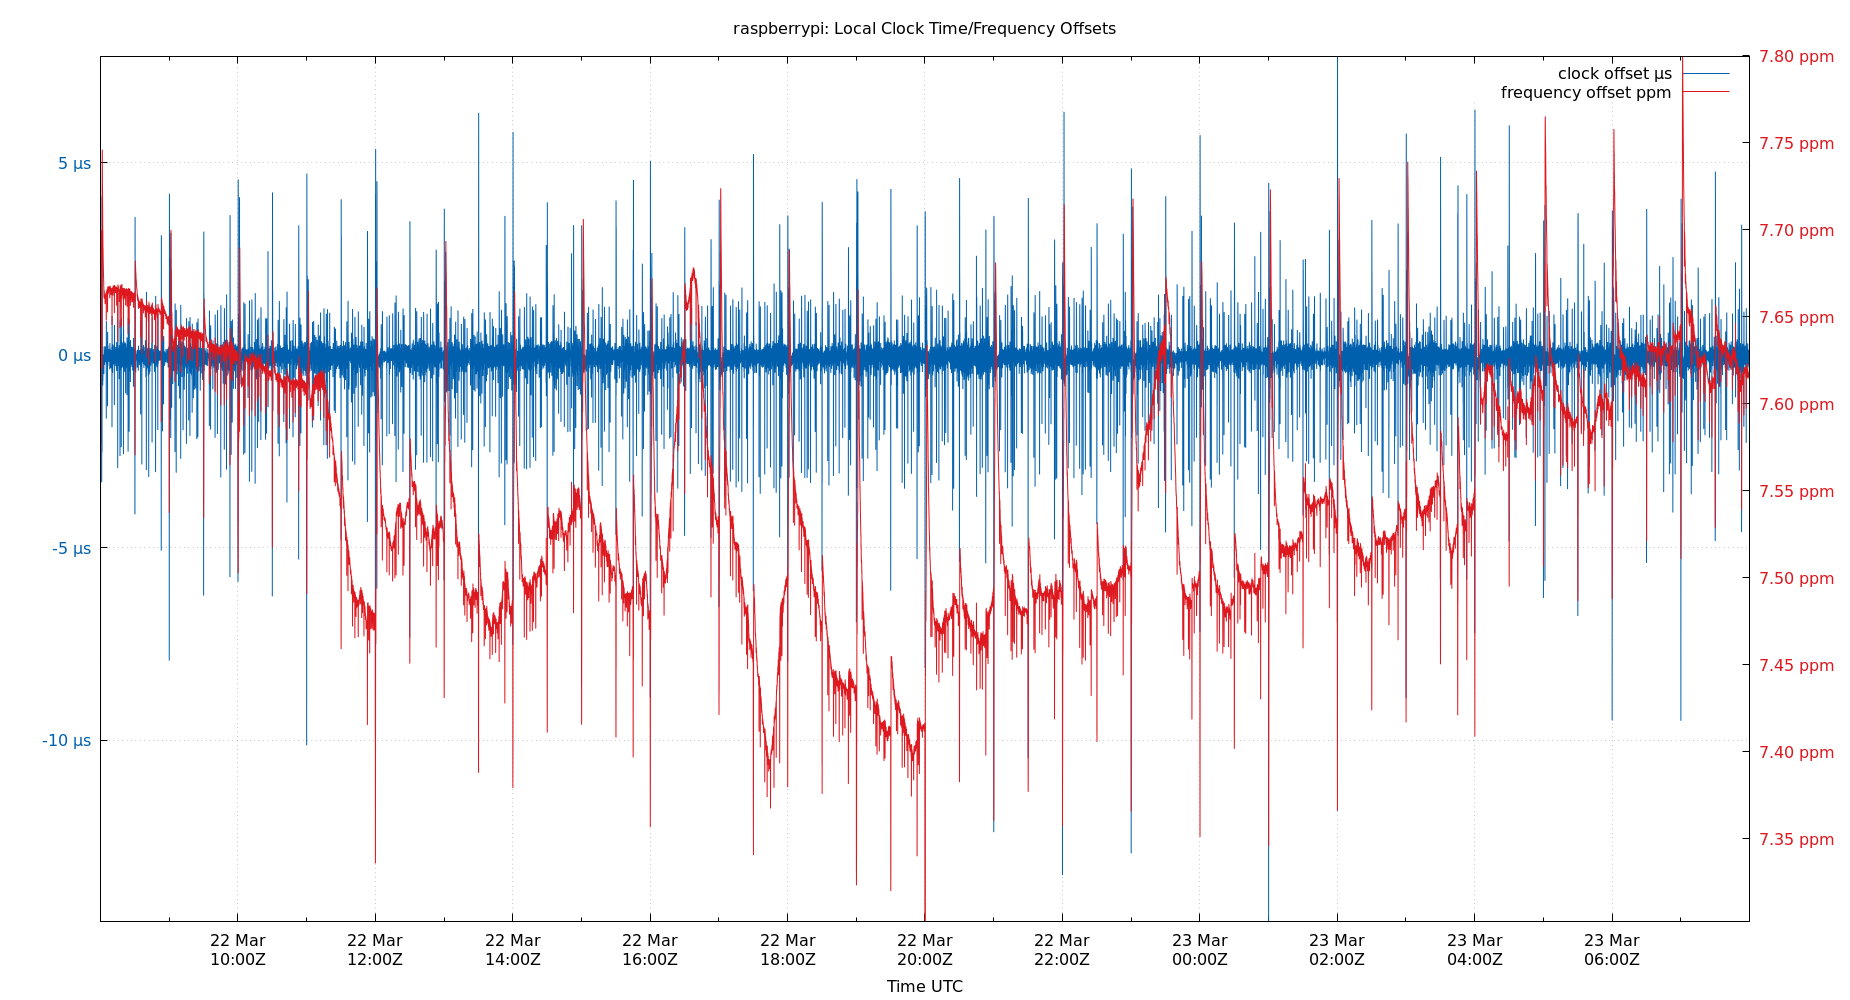 raspberrypi: Local Clock Time/Frequency Offsets
clock offset µs
frequency offset ppm
5 µs
0 µs
-5 µs
-10 µs
7.80 ppm
7.75 ppm
7.70 ppm
7.65 ppm
7.60 ppm
7.55 ppm
7.50 ppm
7.45 ppm
7.40 ppm
7.35 ppm
22 Mar 22 Mar 22 Mar 22 Mar 22 Mar 22 Mar 22 Mar 23 Mar 23 Mar 23 Mar 23 Mar
10:00Z 12:00Z 14:00Z 16:00Z 18:00Z 20:00Z 22:00Z 00:00Z 02:00Z 04:00Z 06:00Z
Time UTC